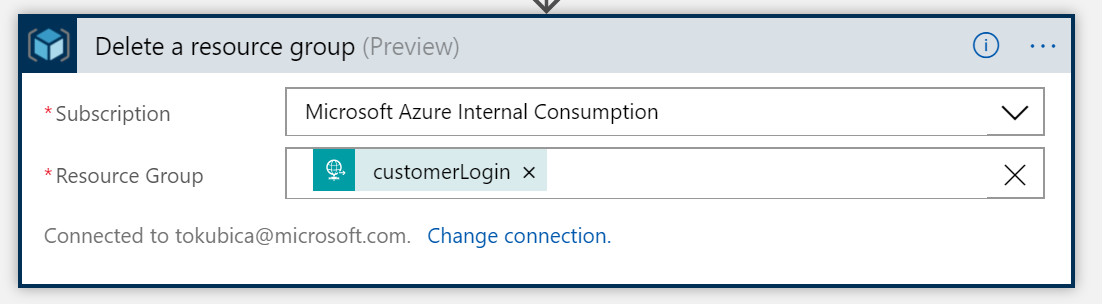 Delete a resource group (Preview)
* Subscription
Microsoft Azure Internal Consumption
* Resource Group
customerLogin
Connected to tokubica@microsoft.com. Change connection.